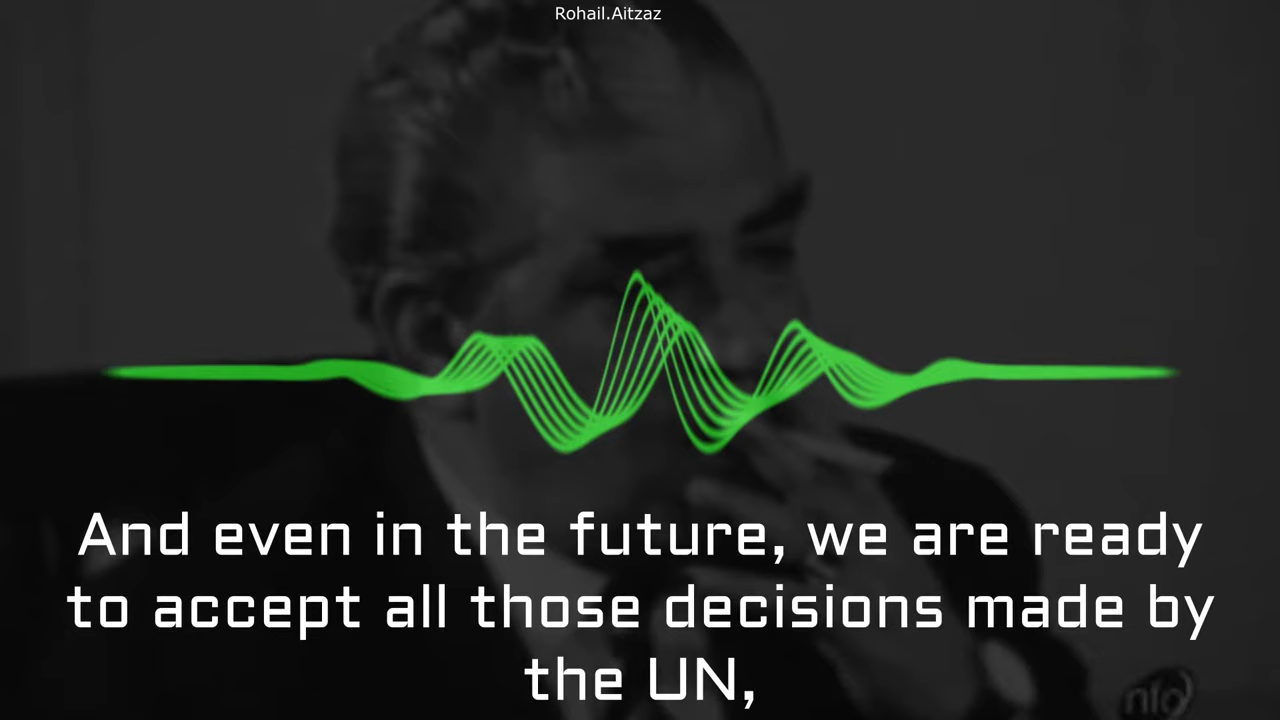 Rohail.Aitzaz
And even in the future, we are ready
to accept all those decisions made by
the UN,
nfo